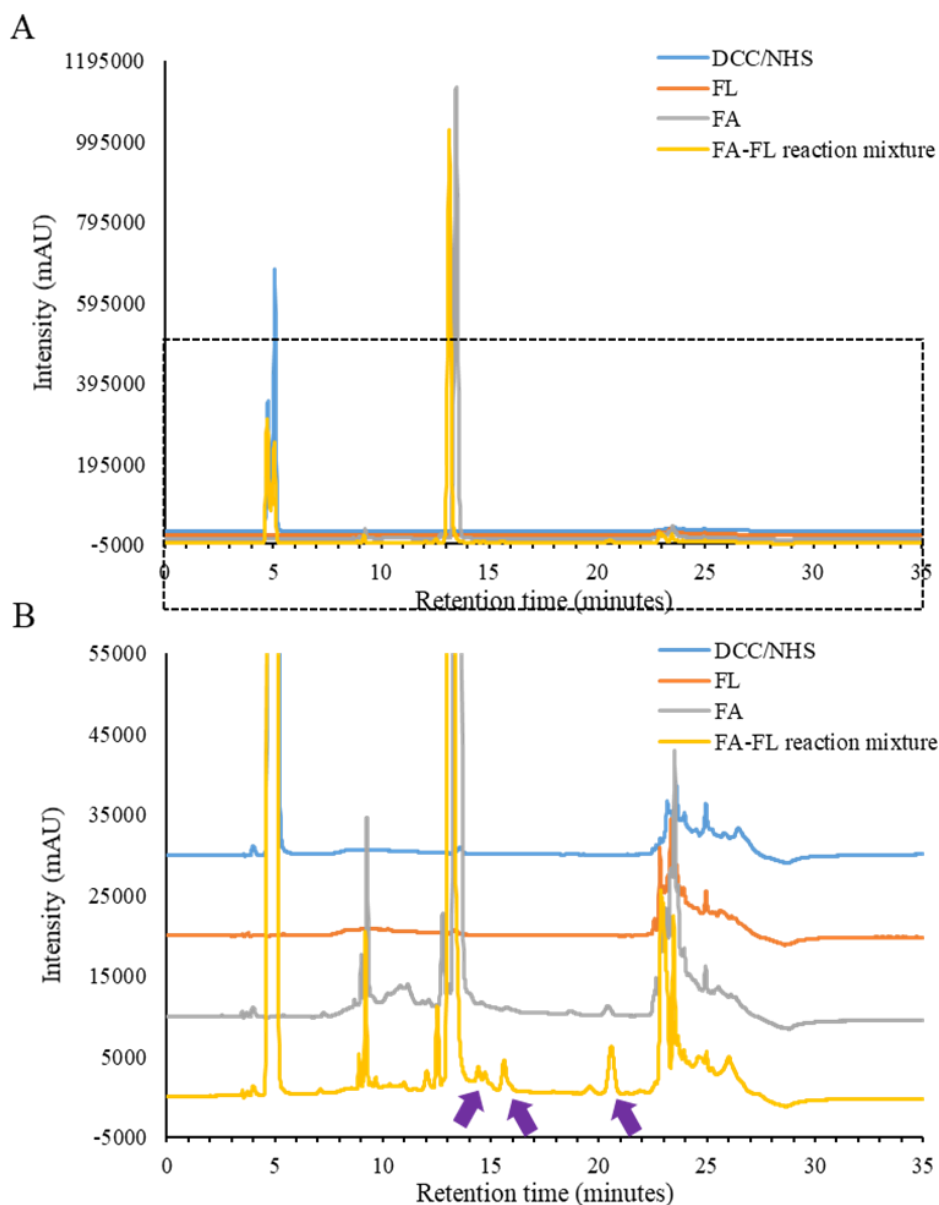 A
1195000
995000
795000
595000
395000
195000
-5000
Intensity (mAU)
DCC/NHS
FL
FA
FA-FL reaction mixture
0 5 10 15 20 25 30 35
Retention time (minutes)
B
55000
45000
35000
25000
15000
5000
-5000
Intensity (mAU)
DCC/NHS
FL
FA
FA-FL reaction mixture
0 5 10 15 20 25 30 35
Retention time (minutes)